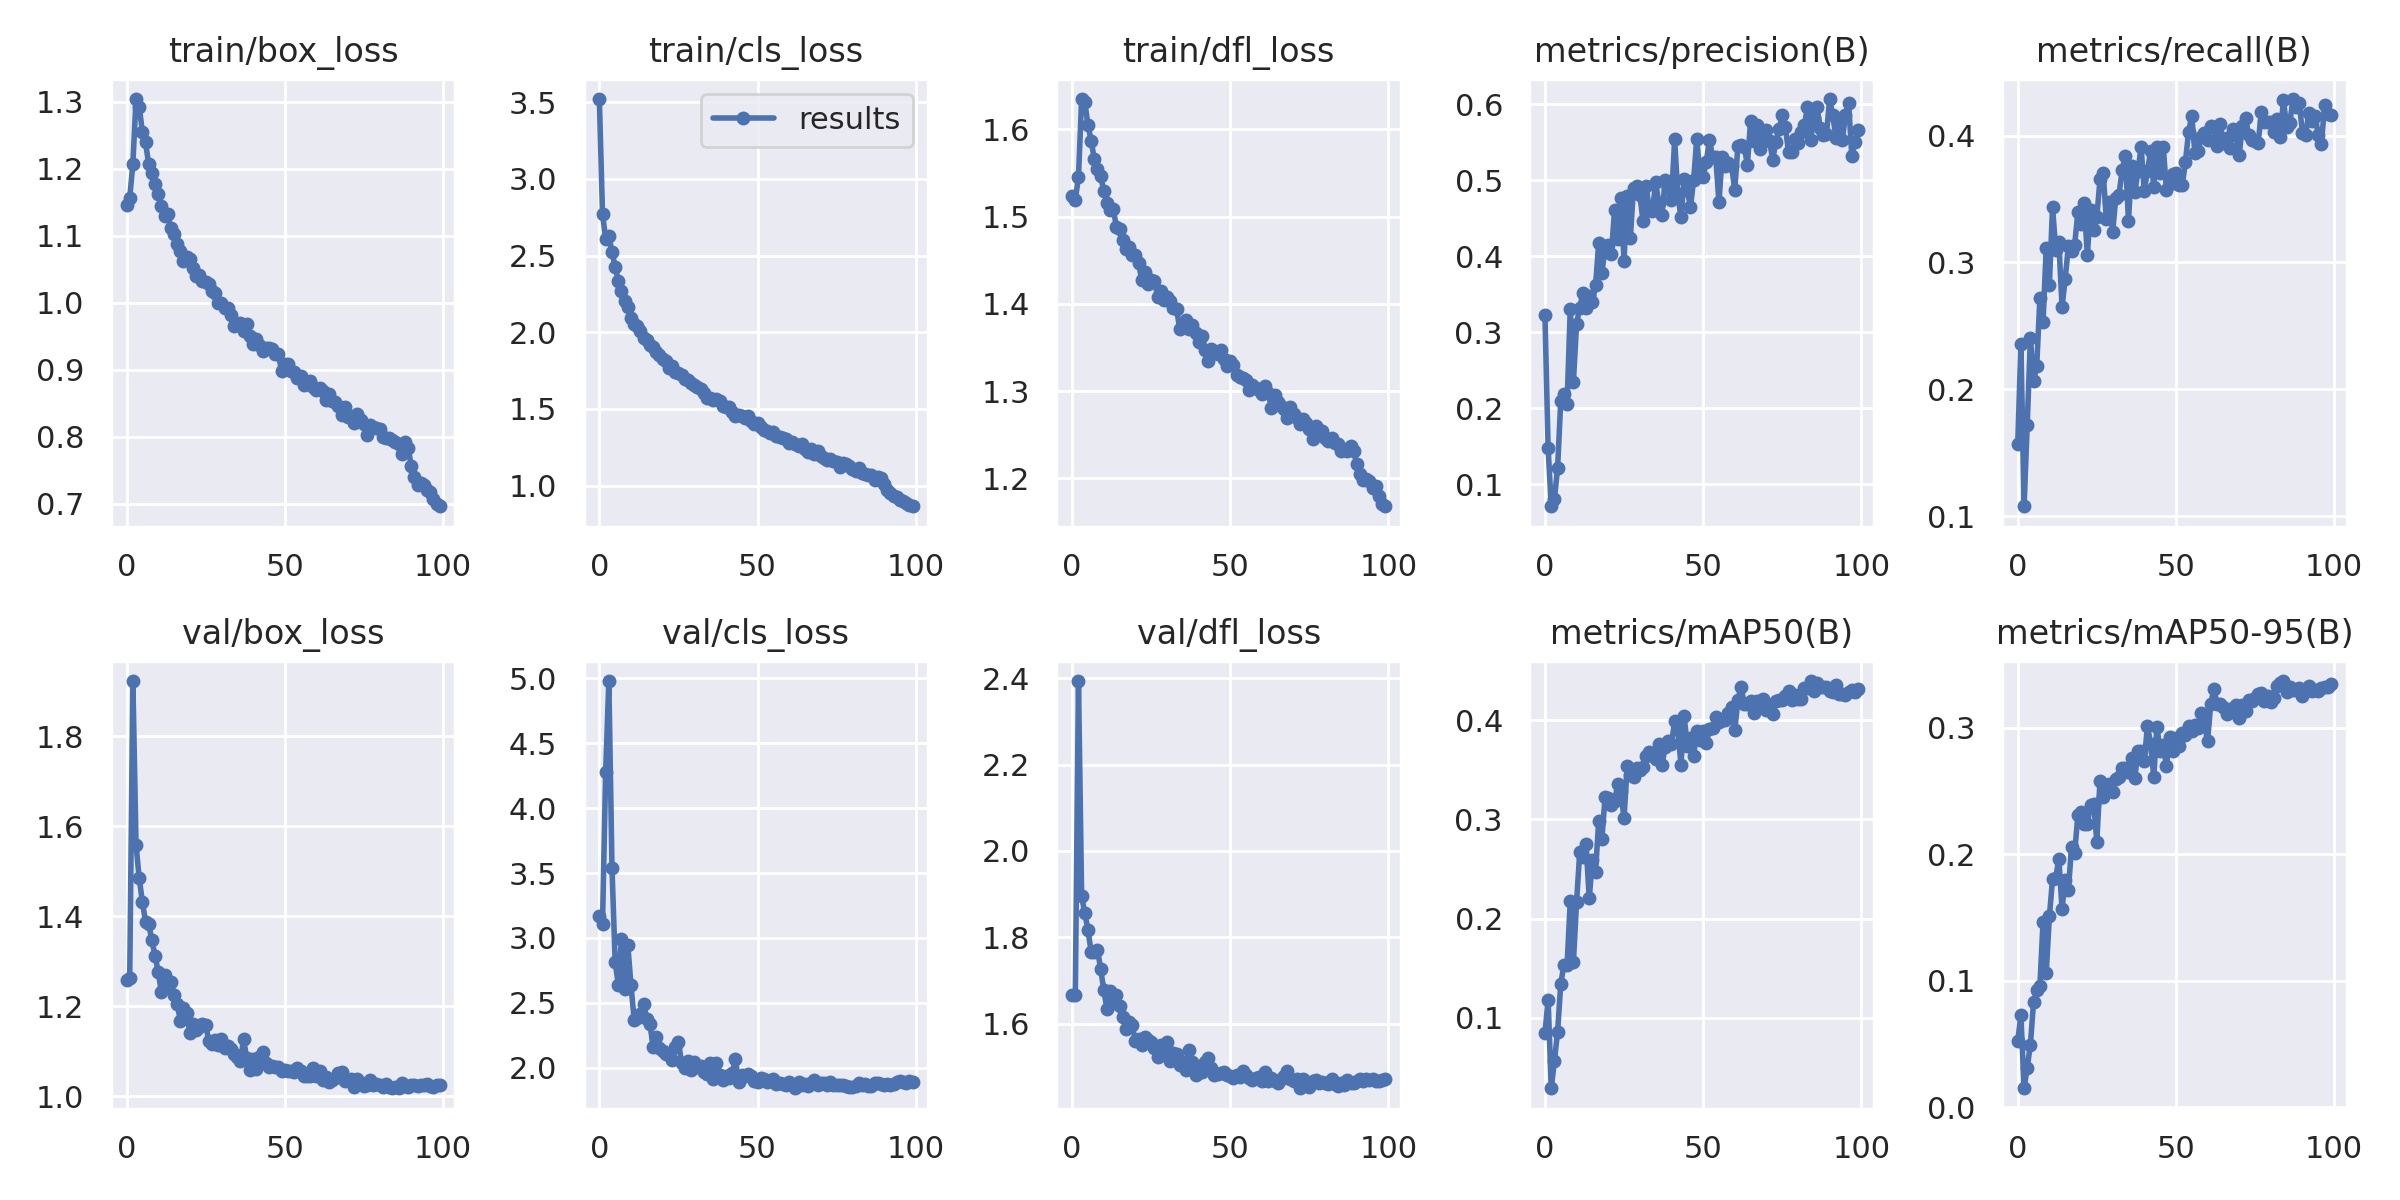 train/box_loss
1.3
1.2
1.1
1.0
0.9
0.8
0.7
0 50 100
train/cls_loss
results
3.5
3.0
2.5
2.0
1.5
1.0
0 50 100
train/dfl_loss
1.6
1.5
1.4
1.3
1.2
0 50 100
metrics/precision(B)
0.6
0.5
0.4
0.3
0.2
0.1
0 50 100
metrics/recall(B)
0.4
0.3
0.2
0.1
0 50 100
val/box_loss
1.8
1.6
1.4
1.2
1.0
0 50 100
val/cls_loss
5.0
4.5
4.0
3.5
3.0
2.5
2.0
0 50 100
val/dfl_loss
2.4
2.2
2.0
1.8
1.6
0 50 100
metrics/mAP50(B)
0.4
0.3
0.2
0.1
0 50 100
metrics/mAP50-95(B)
0.3
0.2
0.1
0.0
0 50 100